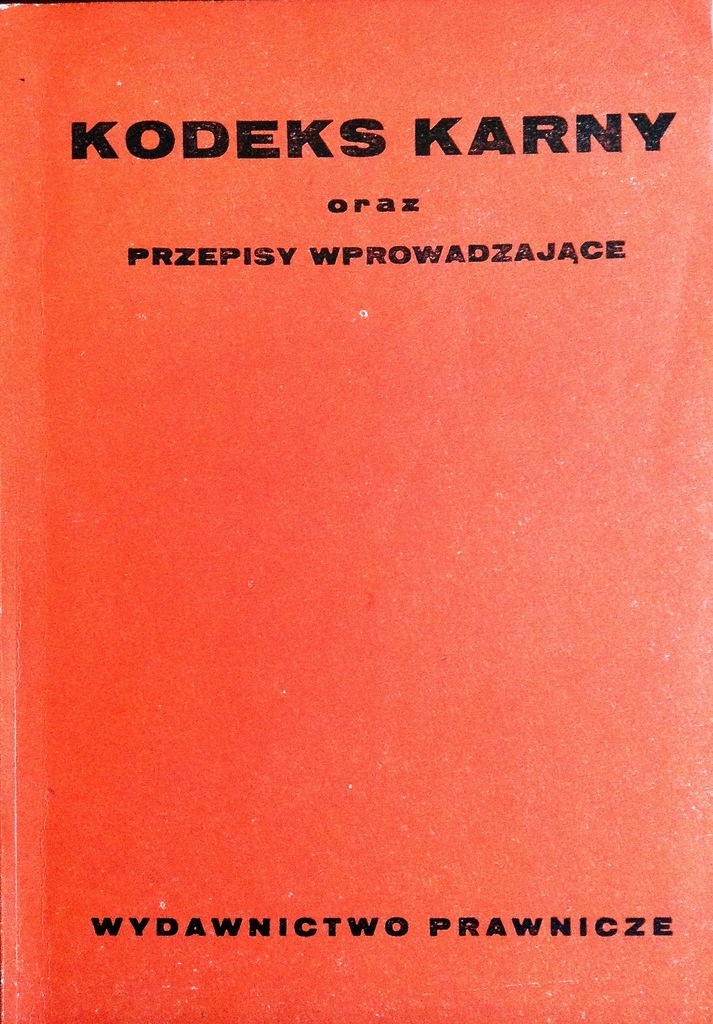 KODEKS KARNY
oraz
PRZEPISY WPROWADZAJĄCE
WYDAWNICTWO PRAWNICZE